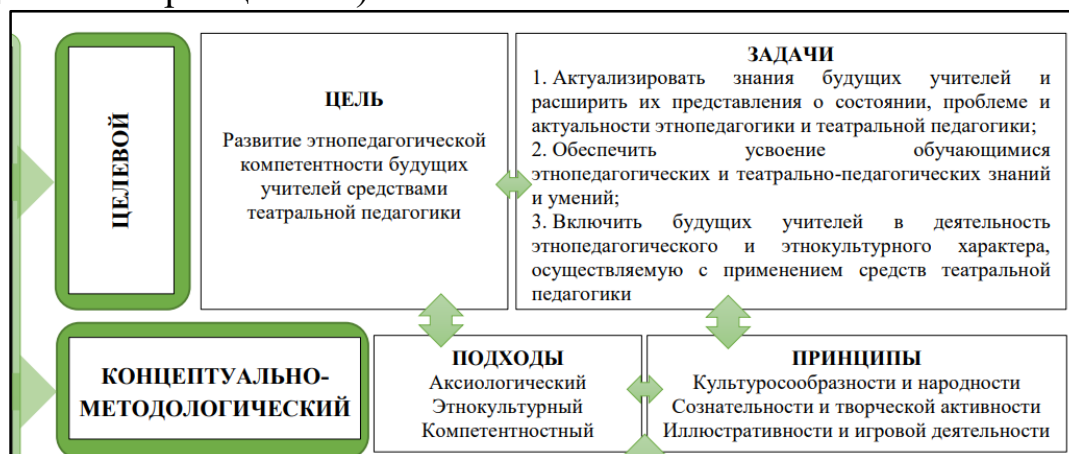 ЦЕЛЕВОЙ
ЦЕЛЬ
Развитие этнопедагогической
компетентности будущих
учителей средствами
театральной педагогики
ЗАДАЧИ
1. Актуализировать знания будущих учителей и
расширить их представления о состоянии, проблеме и
актуальности этнопедагогики и театральной педагогики;
2. Обеспечить усвоение обучающимися
этнопедагогических и театрально-педагогических знаний
и умений;
3. Включить будущих учителей в деятельность
этнопедагогического и этнокультурного характера,
осуществляемую с применением средств театральной
педагогики
КОНЦЕПТУАЛЬНО-
МЕТОДОЛОГИЧЕСКИЙ
ПОДХОДЫ
Аксиологический
Этнокультурный
Компетентностный
ПРИНЦИПЫ
Культуросообразности и народности
Сознательности и творческой активности
Иллюстративности и игровой деятельности